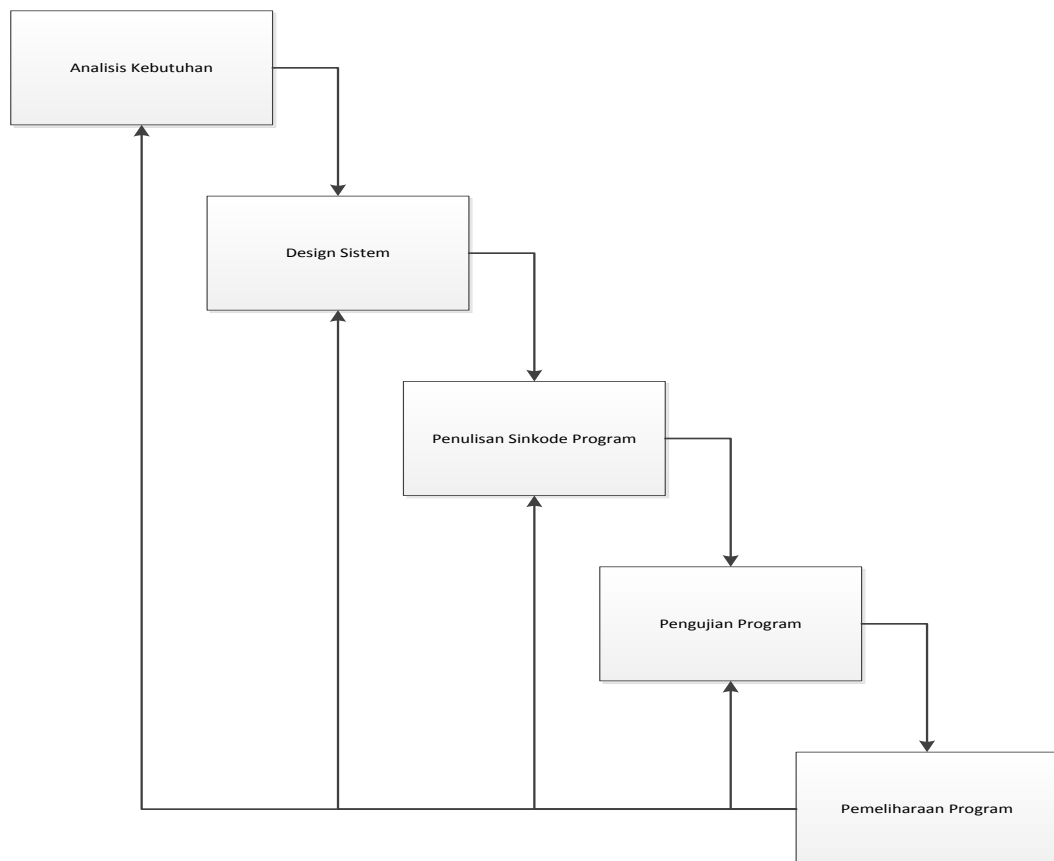 Analisis Kebutuhan
Design Sistem
Penulisan Sinkode Program
Pengujian Program
Pemeliharaan Program